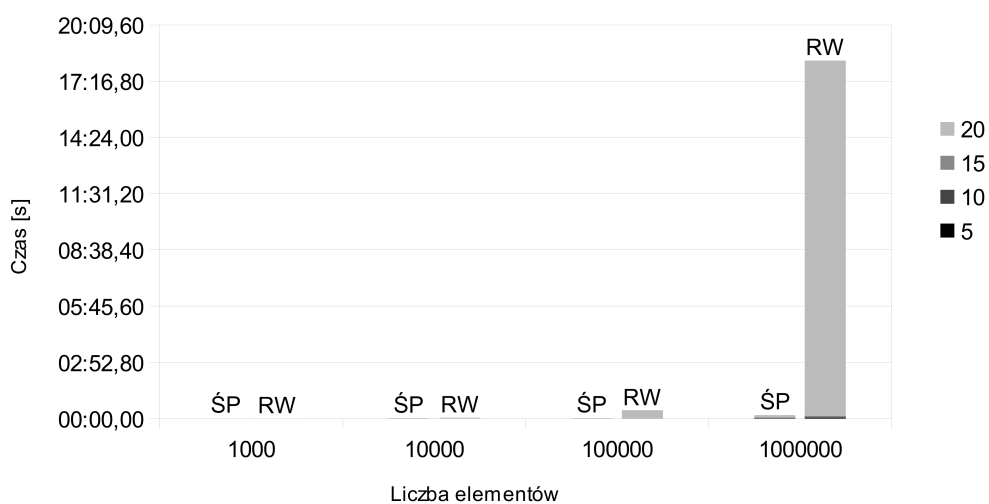 20:09,60
17:16,80
14:24,00
11:31,20
08:38,40
05:45,60
02:52,80
00:00,00
Czas [s]
ŚP RW
ŚP RW
ŚP RW
ŚP RW
1000 10000 100000 1000000
Liczba elementów
20
15
10
5